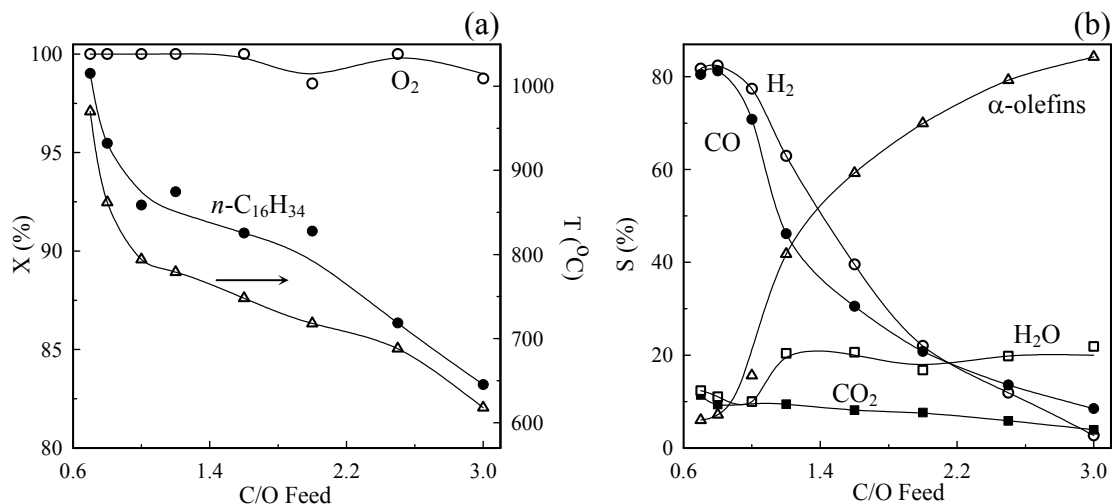 (a)
100
95
90
85
80
X (%)
O₂
n-C₁₆H₃₄
1000
900
800
700
600
T (⁰C)
0.6 1.4 2.2 3.0
C/O Feed
(b)
80
60
40
20
0
S (%)
H₂
CO
α-olefins
H₂O
CO₂
0.6 1.4 2.2 3.0
C/O Feed